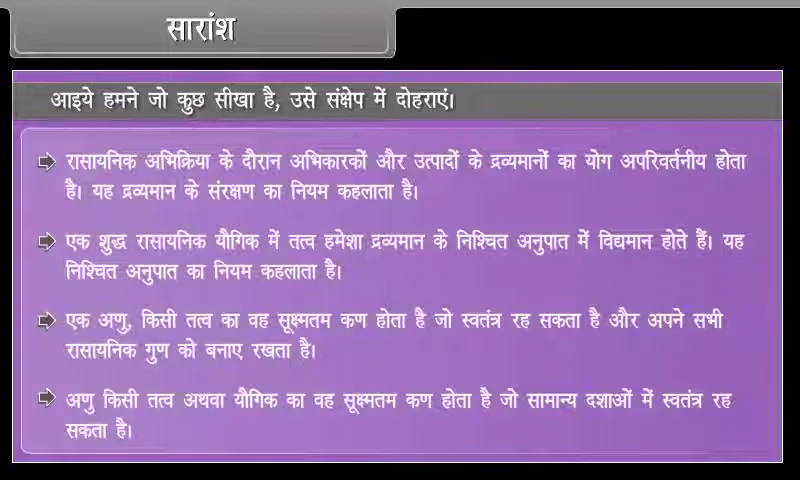 सारांश
आइये हमने जो कुछ सीखा है, उसे संक्षेप में दोहराएं।
रासायनिक अभिक्रिया के दौरान अभिकारकों और उत्पादों के द्रव्यमानों का योग अपरिवर्तनीय होता
है। यह द्रव्यमान के संरक्षण का नियम कहलाता है।
एक शुद्ध रासायनिक यौगिक में तत्व हमेशा द्रव्यमान के निश्चित अनुपात में विद्यमान होते हैं। यह
निश्चित अनुपात का नियम कहलाता है।
एक अणु, किसी तत्व का वह सूक्ष्मतम कण होता है जो स्वतंत्र रह सकता है और अपने सभी
रासायनिक गुण को बनाए रखता है।
अणु किसी तत्व अथवा यौगिक का वह सूक्ष्मतम कण होता है जो सामान्य दशाओं में स्वतंत्र रह
सकता है।